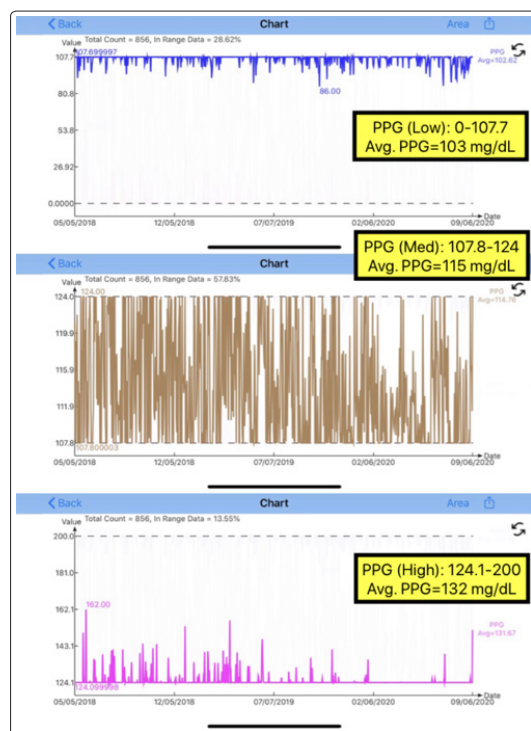 Back Chart Area
Value Total Count = 856, In Range Data = 28.62%
107.699997
107.7
PPG
Avg=102.62
80.8
86.00
53.8
PPG (Low): 0-107.7
Avg. PPG=103 mg/dL
26.92
0.0000
Date
05/05/2018 12/05/2018 07/07/2019 02/06/2020 09/06/2020
PPG (Med): 107.8-124
Avg. PPG=115 mg/dL
Back Chart
Value Total Count = 856, In Range Data = 57.83%
124.00
124.0
PPG
Avg=114.76
119.9
115.9
111.9
107.8
107.800003
Date
05/05/2018 12/05/2018 07/07/2019 02/06/2020 09/06/2020
Back Chart Area
Value Total Count = 856, In Range Data = 13.55%
200.0
181.0
PPG (High): 124.1-200
Avg. PPG=132 mg/dL
162.1
162.00
PPG
Avg=131.67
143.1
124.1
124.099998
Date
05/05/2018 12/05/2018 07/07/2019 02/06/2020 09/06/2020